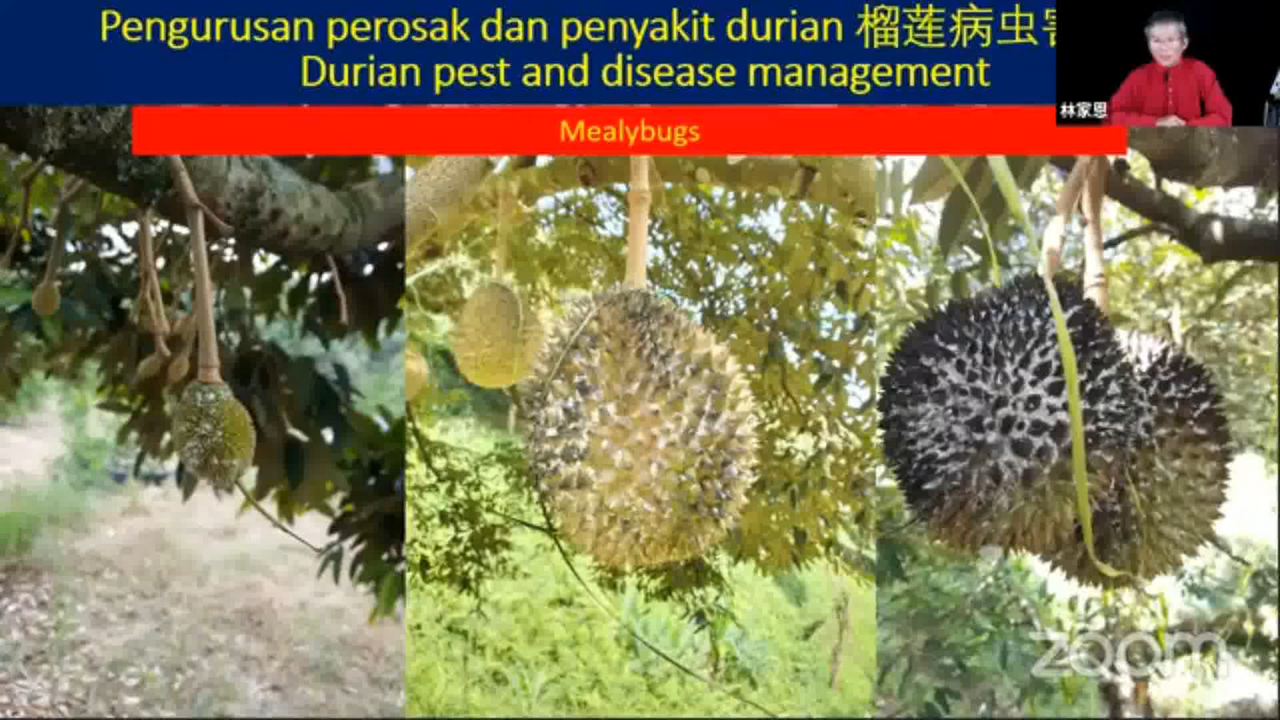 Pengurusan perosak dan penyakit durian 榴莲病虫害
Durian pest and disease management
林家恩
Mealybugs
zoom